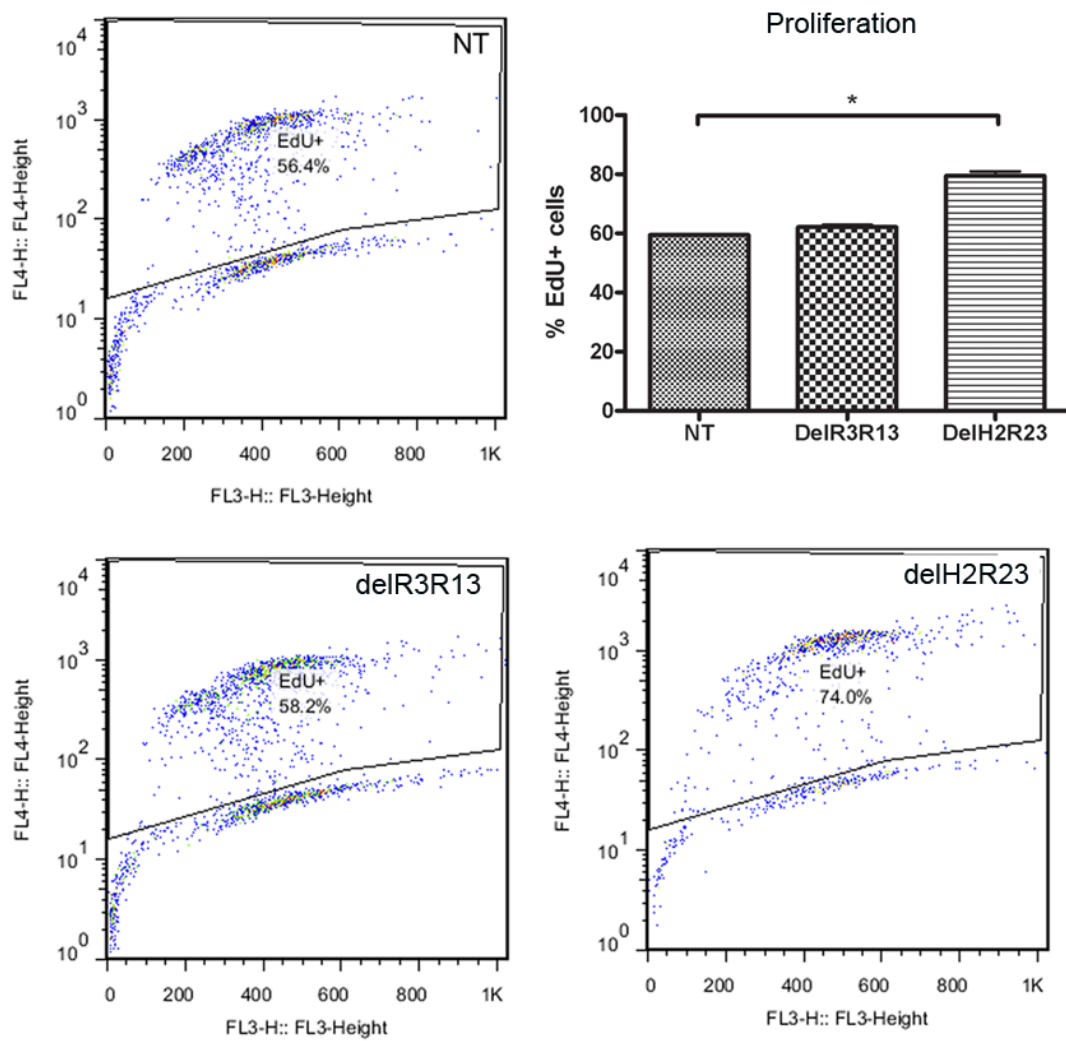 NT
10^4
10^3
10^2
10^1
10^0
FL4-H:: FL4-Height
EdU+
56.4%
0 200 400 600 800 1K
FL3-H:: FL3-Height
Proliferation
*
100
80
60
40
20
0
% EdU+ cells
NT DelR3R13 DelH2R23
delR3R13
10^4
10^3
10^2
10^1
10^0
FL4-H:: FL4-Height
EdU+
58.2%
0 200 400 600 800 1K
FL3-H:: FL3-Height
delH2R23
10^4
10^3
10^2
10^1
10^0
FL4-H:: FL4-Height
EdU+
74.0%
0 200 400 600 800 1K
FL3-H:: FL3-Height